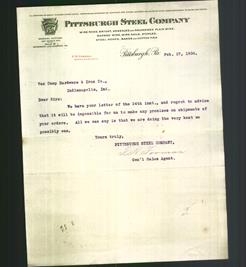 PITTSBURGH STEEL COMPANY
Pittsburgh, Pa. Feb. 27, 1906.
Van Camp Hardware & Iron Co.,
Indianapolis, Ind.
Dear Sirs:
We have your letter of the 24th inst., and regret to advise
that it will be impossible for us to make any promises on shipments of
your orders. All we can say is that we are doing the very best we
possibly can.
Yours truly,
PITTSBURGH STEEL COMPANY,
Gen'l Sales Agent.